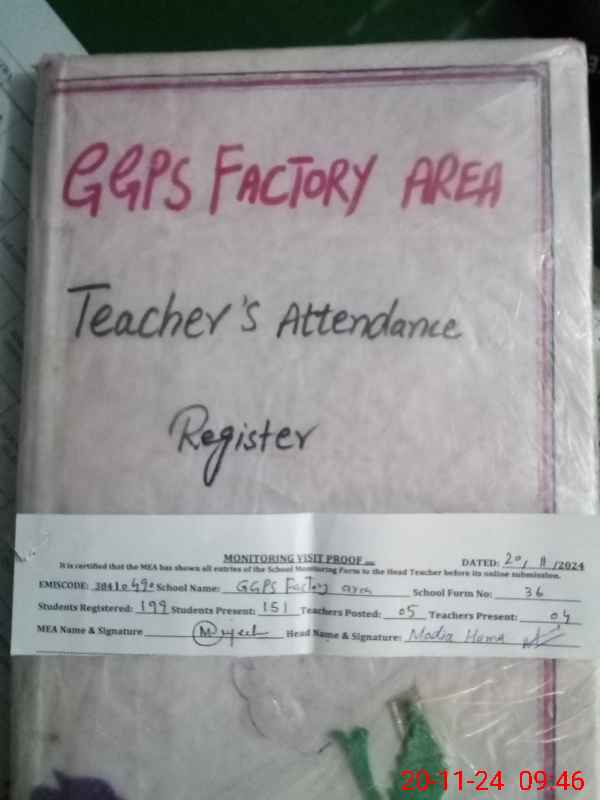 GGPS FACTORY AREA
Teacher's Attendance
Register
MONITORING VISIT PROOF
DATED: 20, 11 /2024
It is certified that the MEA has shown all entries of the School Monitoring Form to the Head Teacher before its online submission.
EMISCODE: 38410490 School Name: GGPS Factory area School Form No: 36
Students Registered: 199 Students Present: 151 Teachers Posted: 05 Teachers Present: 04
MEA Name & Signature Head Name & Signature: Madia
20-11-24 09:46